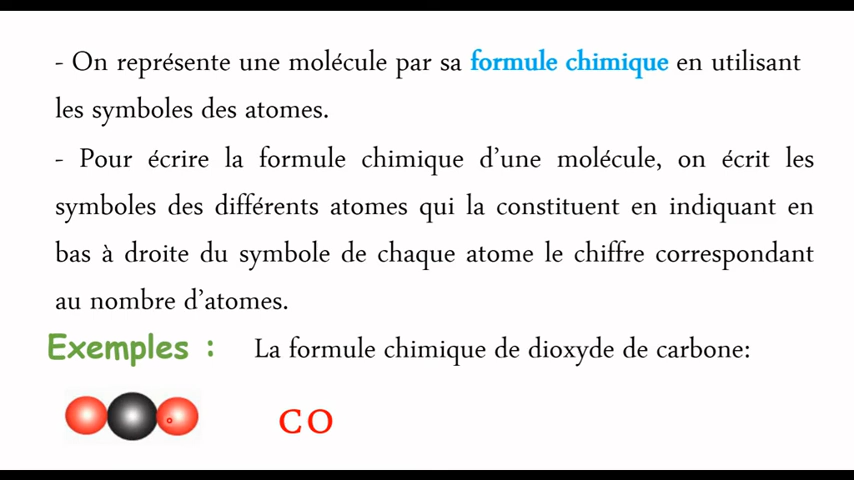 - On représente une molécule par sa formule chimique en utilisant
les symboles des atomes.
- Pour écrire la formule chimique d’une molécule, on écrit les
symboles des différents atomes qui la constituent en indiquant en
bas à droite du symbole de chaque atome le chiffre correspondant
au nombre d’atomes.
Exemples : La formule chimique de dioxyde de carbone:
CO